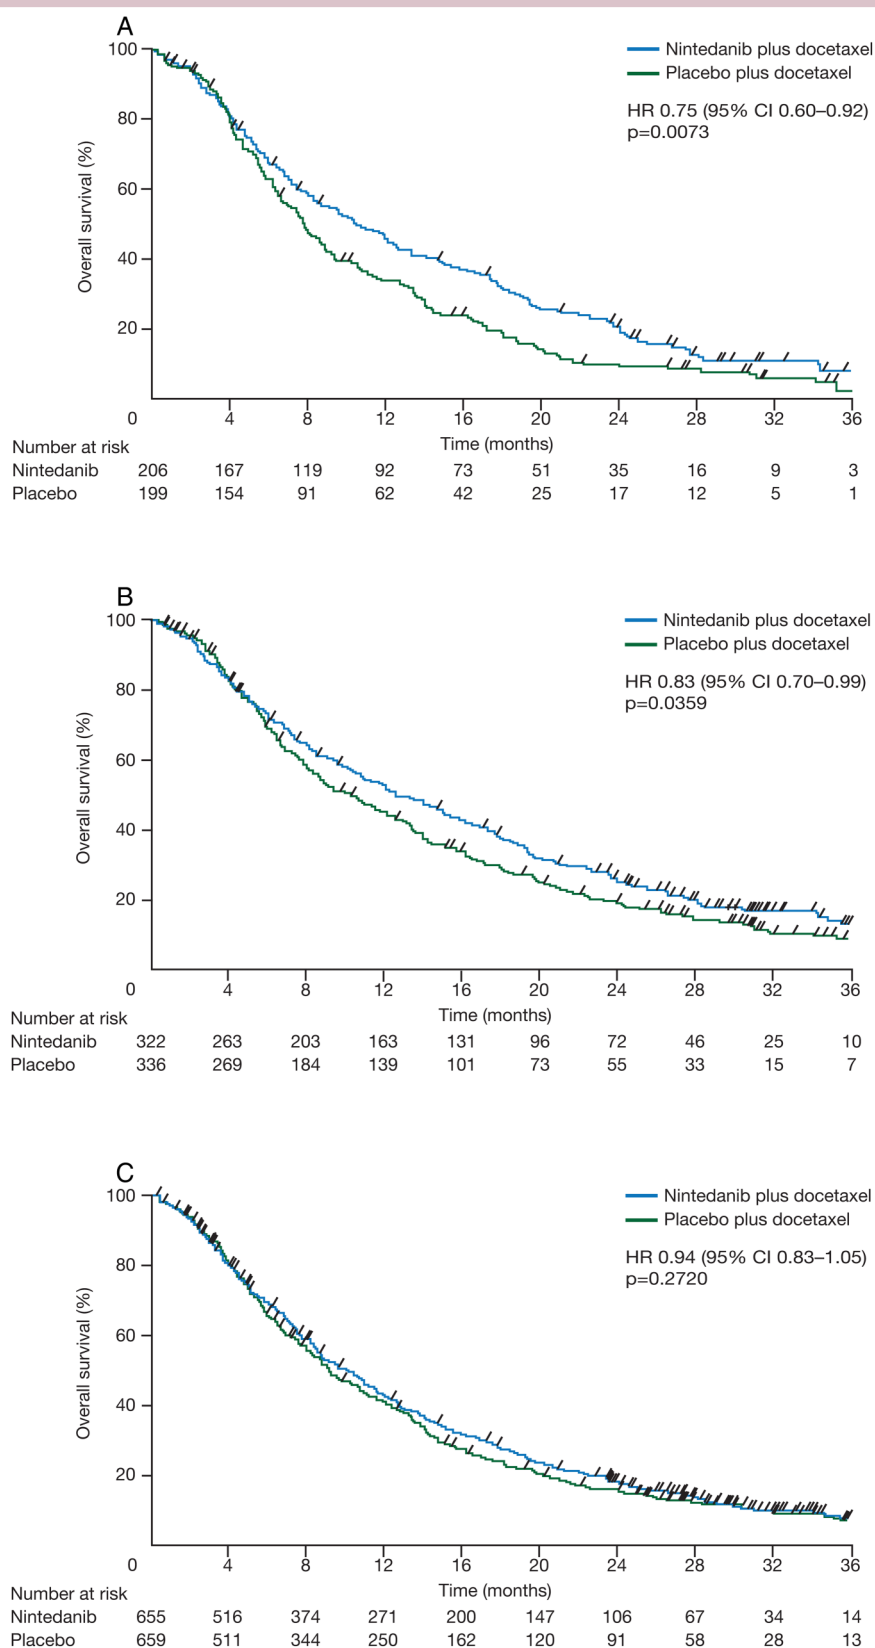 A
100
80
60
40
20
0
Overall survival (%)
Nintedanib plus docetaxel
Placebo plus docetaxel
HR 0.75 (95% CI 0.60–0.92)
p=0.0073
4 8 12 16 20 24 28 32 36
Time (months)
Number at risk
Nintedanib 206 167 119 92 73 51 35 16 9 3
Placebo 199 154 91 62 42 25 17 12 5 1
B
100
80
60
40
20
0
Overall survival (%)
Nintedanib plus docetaxel
Placebo plus docetaxel
HR 0.83 (95% CI 0.70–0.99)
p=0.0359
4 8 12 16 20 24 28 32 36
Time (months)
Number at risk
Nintedanib 322 263 203 163 131 96 72 46 25 10
Placebo 336 269 184 139 101 73 55 33 15 7
C
100
80
60
40
20
0
Overall survival (%)
Nintedanib plus docetaxel
Placebo plus docetaxel
HR 0.94 (95% CI 0.83–1.05)
p=0.2720
4 8 12 16 20 24 28 32 36
Time (months)
Number at risk
Nintedanib 655 516 374 271 200 147 106 67 34 14
Placebo 659 511 344 250 162 120 91 58 28 13